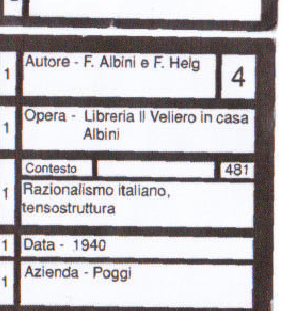 1 Autore - F. Albini e F. Helg 4
1 Opera - Libreria Il Veliero in casa
Albini
Contesto 481
1 Razionalismo italiano,
tensostruttura
1 Data - 1940
1 Azienda - Poggi